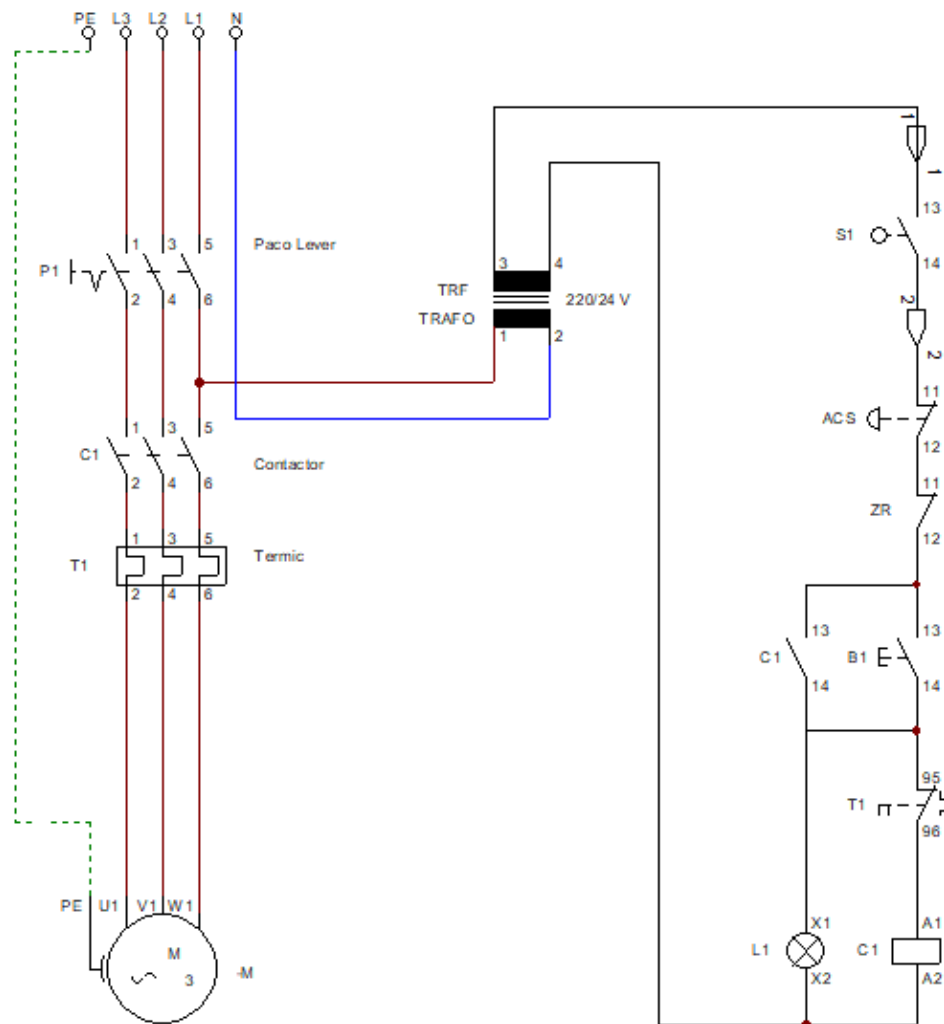 PE L3 L2 L1 N
1
1
13
S1
14
1 3 5 Paco Lever
P1
2 4 6
3 4
TRF 220/24 V
TRAFO
1 2
2
2
11
ACS
12
1 3 5
C1 Contactor
2 4 6
11
ZR
12
1 3 5 Termic
T1
2 4 6
13 13
C1 B1
14 14
95
T1
96
PE U1 V1 W1
X1 A1
M L1 C1
3 -M
X2 A2